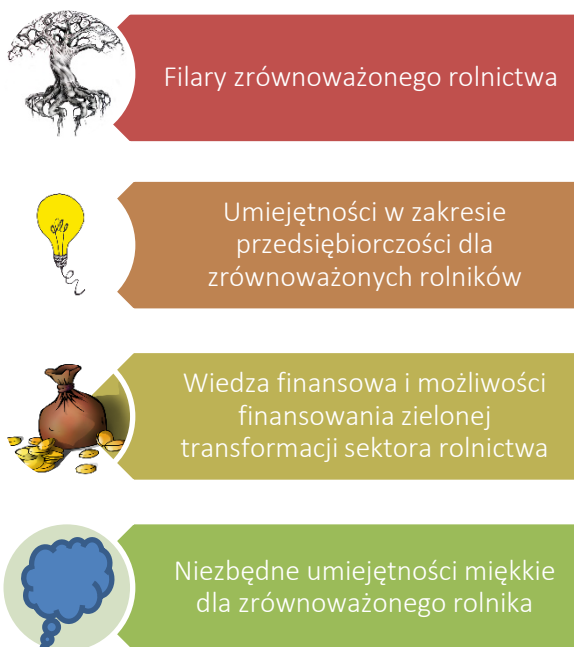 Filary zrównoważonego rolnictwa
Umiejętności w zakresie
przedsiębiorczości dla
zrównoważonych rolników
Wiedza finansowa i możliwości
finansowania zielonej
transformacji sektora rolnictwa
Niezbędne umiejętności miękkie
dla zrównoważonego rolnika